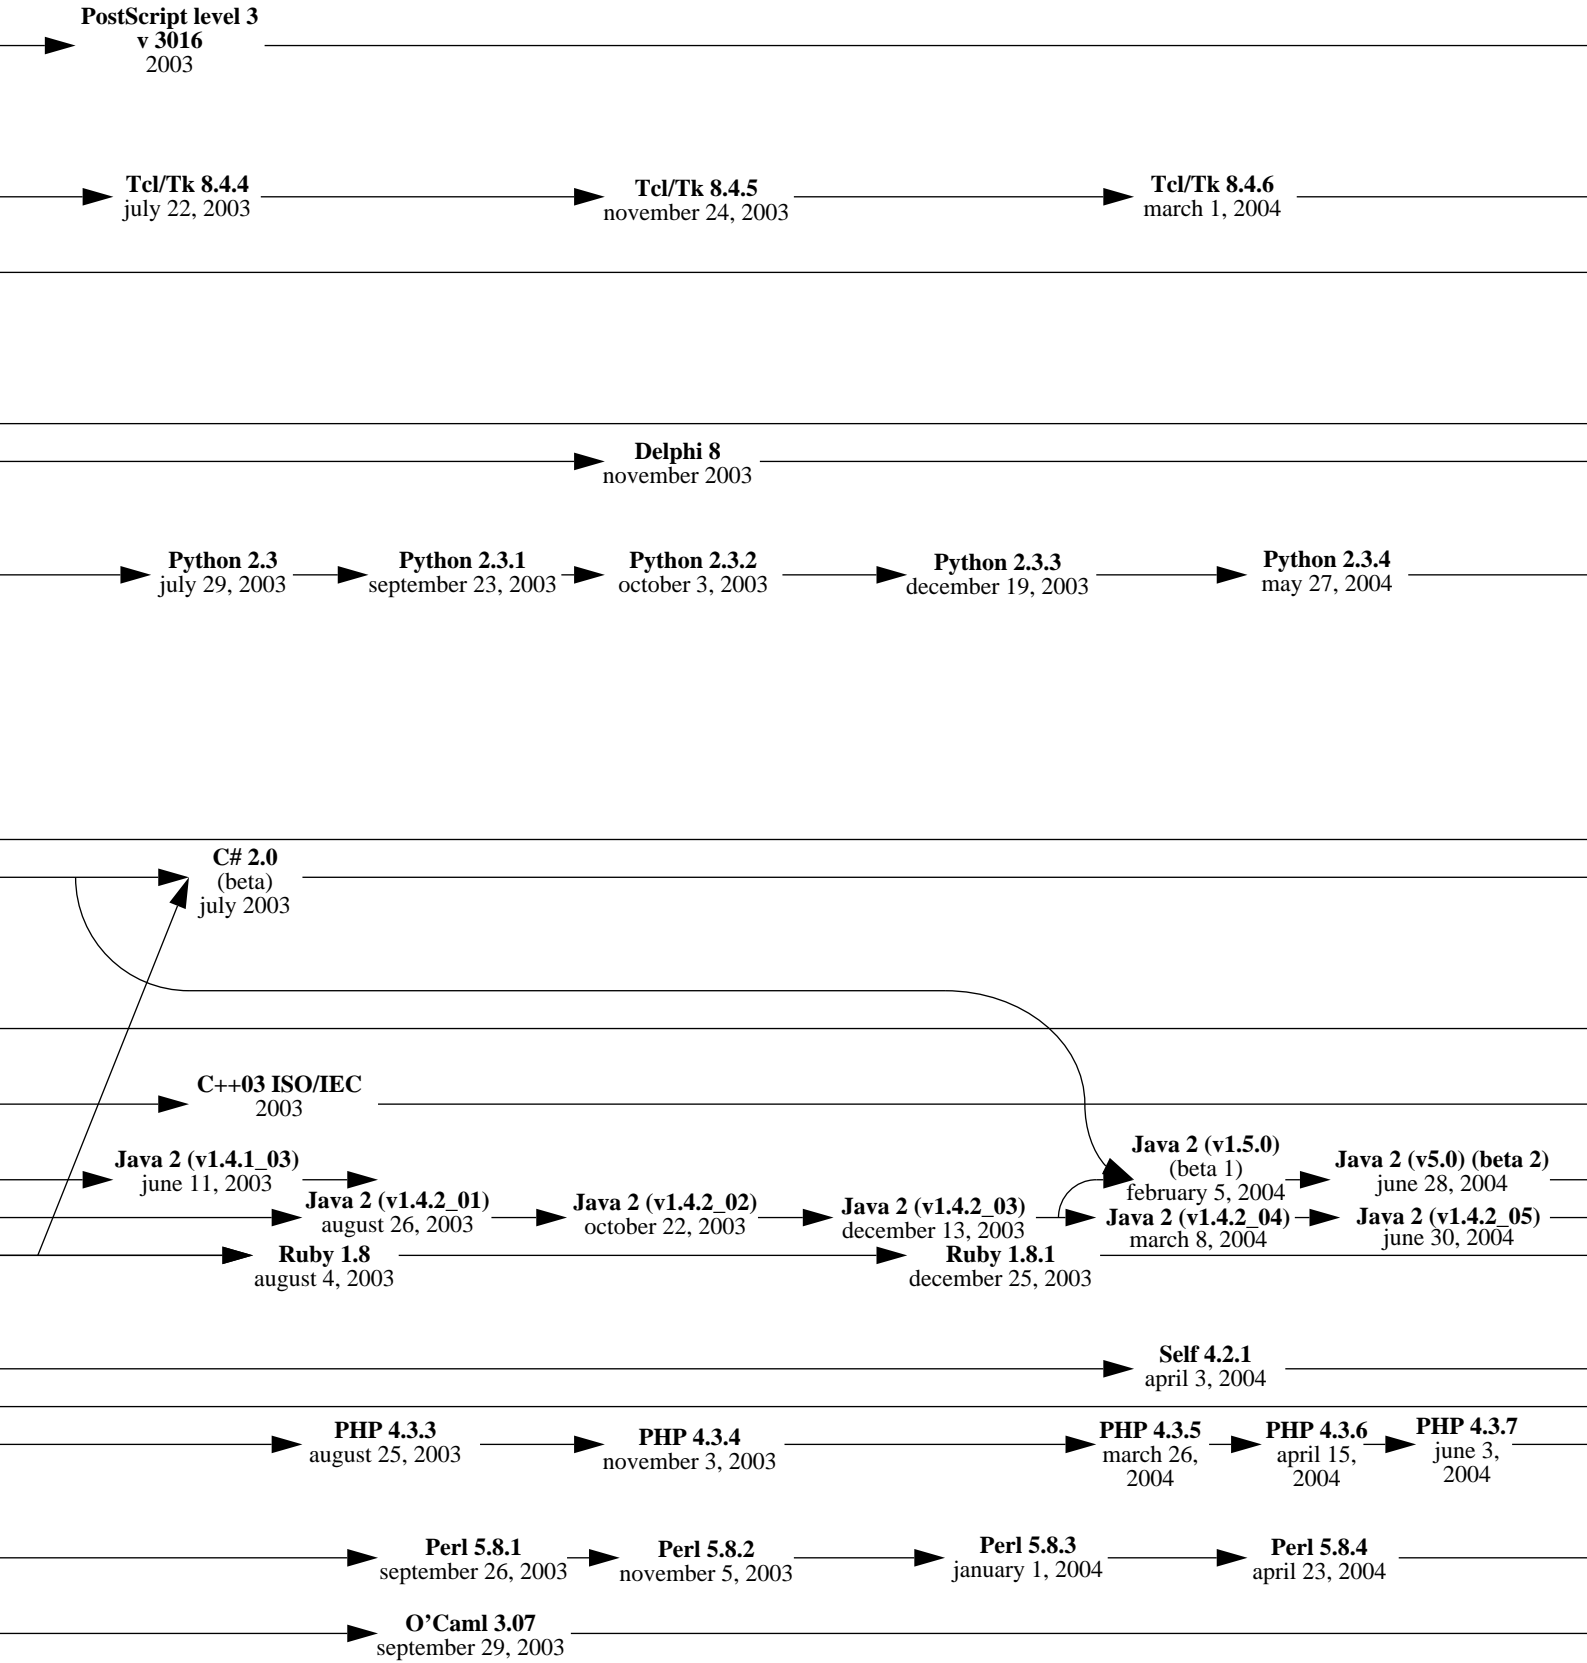 PostScript level 3
v 3016
2003
Tcl/Tk 8.4.4
july 22, 2003
Tcl/Tk 8.4.5
november 24, 2003
Tcl/Tk 8.4.6
march 1, 2004
Delphi 8
november 2003
Python 2.3
july 29, 2003
Python 2.3.1
september 23, 2003
Python 2.3.2
october 3, 2003
Python 2.3.3
december 19, 2003
Python 2.3.4
may 27, 2004
C# 2.0
(beta)
july 2003
C++03 ISO/IEC
2003
Java 2 (v1.4.1_03)
june 11, 2003
Java 2 (v1.5.0)
(beta 1)
february 5, 2004
Java 2 (v5.0) (beta 2)
june 28, 2004
Java 2 (v1.4.2_01)
august 26, 2003
Java 2 (v1.4.2_02)
october 22, 2003
Java 2 (v1.4.2_03)
december 13, 2003
Java 2 (v1.4.2_04)
march 8, 2004
Java 2 (v1.4.2_05)
june 30, 2004
Ruby 1.8
august 4, 2003
Ruby 1.8.1
december 25, 2003
Self 4.2.1
april 3, 2004
PHP 4.3.3
august 25, 2003
PHP 4.3.4
november 3, 2003
PHP 4.3.5
march 26,
2004
PHP 4.3.6
april 15,
2004
PHP 4.3.7
june 3,
2004
Perl 5.8.1
september 26, 2003
Perl 5.8.2
november 5, 2003
Perl 5.8.3
january 1, 2004
Perl 5.8.4
april 23, 2004
O’Caml 3.07
september 29, 2003